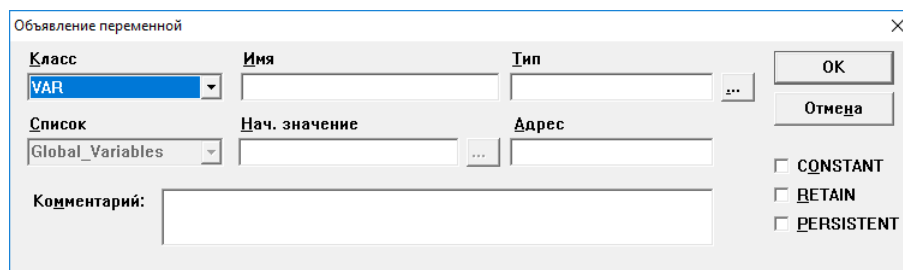 Объявление переменной
Класс Имя Тип
VAR ... OK
Отмена
Список Нач. значение Адрес
Global_Variables ...
CONSTANT
Комментарий: RETAIN
PERSISTENT